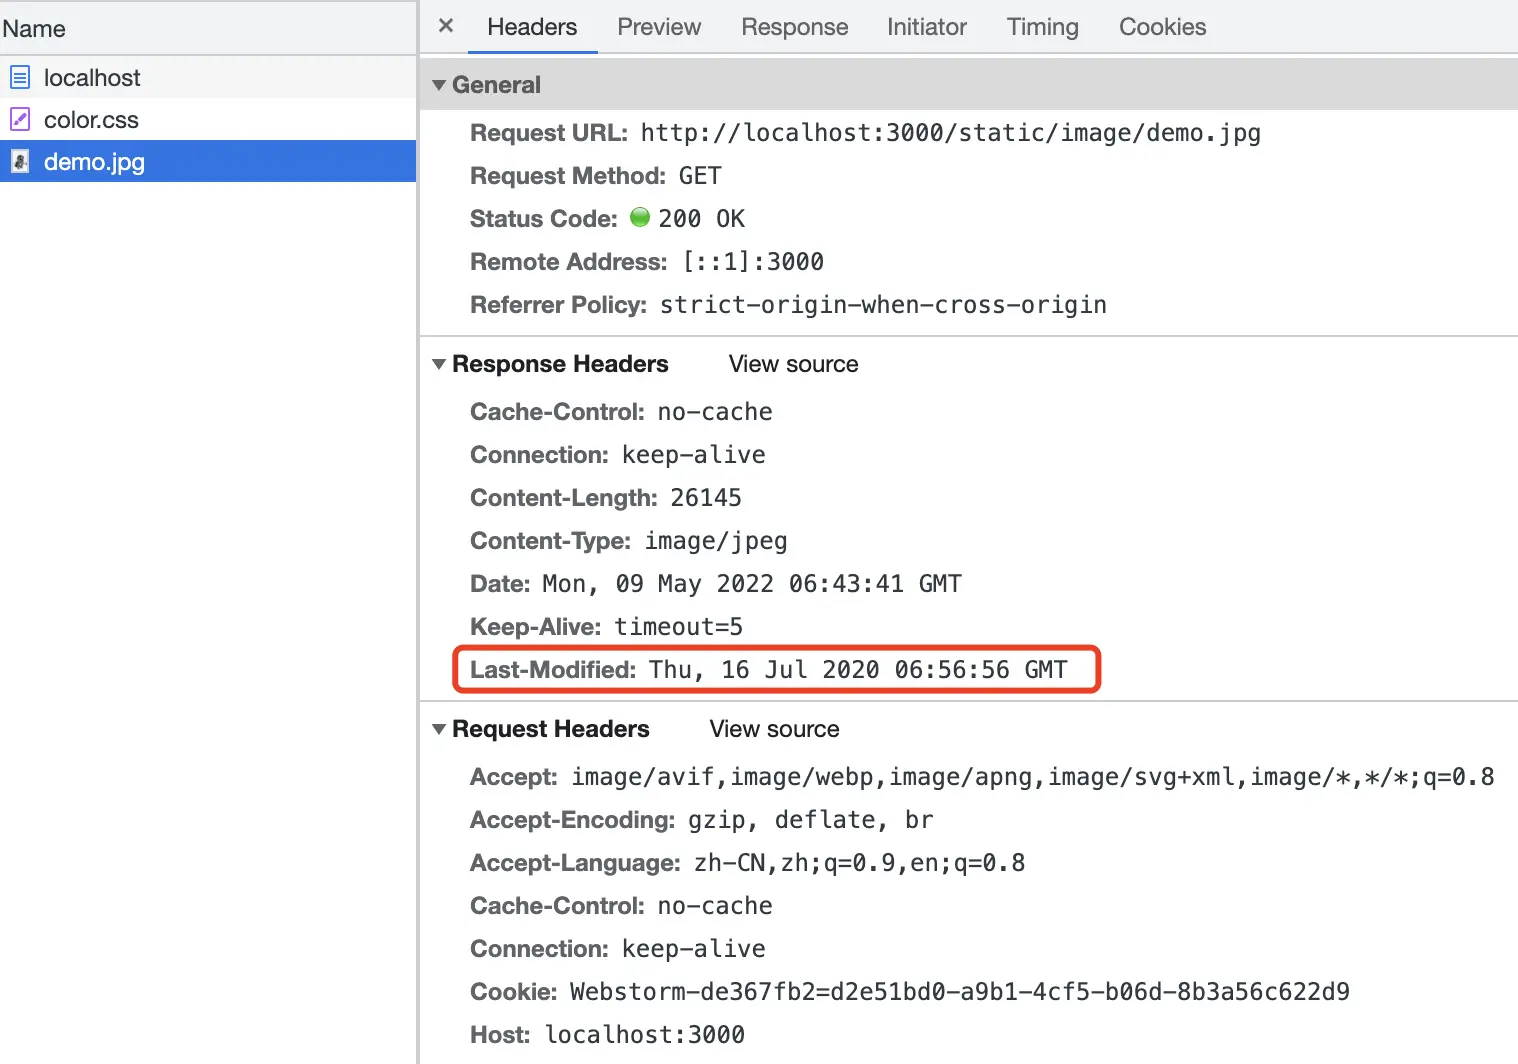 Name
localhost
color.css
demo.jpg
× Headers Preview Response Initiator Timing Cookies
▼ General
Request URL: http://localhost:3000/static/image/demo.jpg
Request Method: GET
Status Code: 200 OK
Remote Address: [::1]:3000
Referrer Policy: strict-origin-when-cross-origin
▼ Response Headers View source
Cache-Control: no-cache
Connection: keep-alive
Content-Length: 26145
Content-Type: image/jpeg
Date: Mon, 09 May 2022 06:43:41 GMT
Keep-Alive: timeout=5
Last-Modified: Thu, 16 Jul 2020 06:56:56 GMT
▼ Request Headers View source
Accept: image/avif,image/webp,image/apng,image/svg+xml,image/*,*/*;q=0.8
Accept-Encoding: gzip, deflate, br
Accept-Language: zh-CN,zh;q=0.9,en;q=0.8
Cache-Control: no-cache
Connection: keep-alive
Cookie: Webstorm-de367fb2=d2e51bd0-a9b1-4cf5-b06d-8b3a56c622d9
Host: localhost:3000